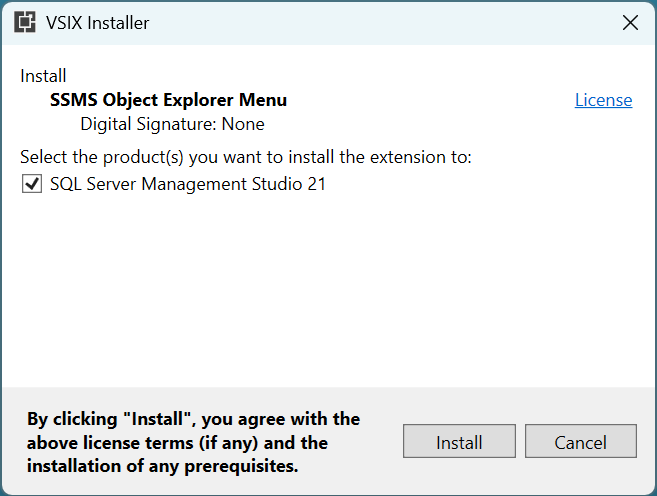 VSIX Installer
Install
SSMS Object Explorer Menu
License
Digital Signature: None
Select the product(s) you want to install the extension to:
SQL Server Management Studio 21
By clicking "Install", you agree with the
above license terms (if any) and the
installation of any prerequisites.
Install
Cancel